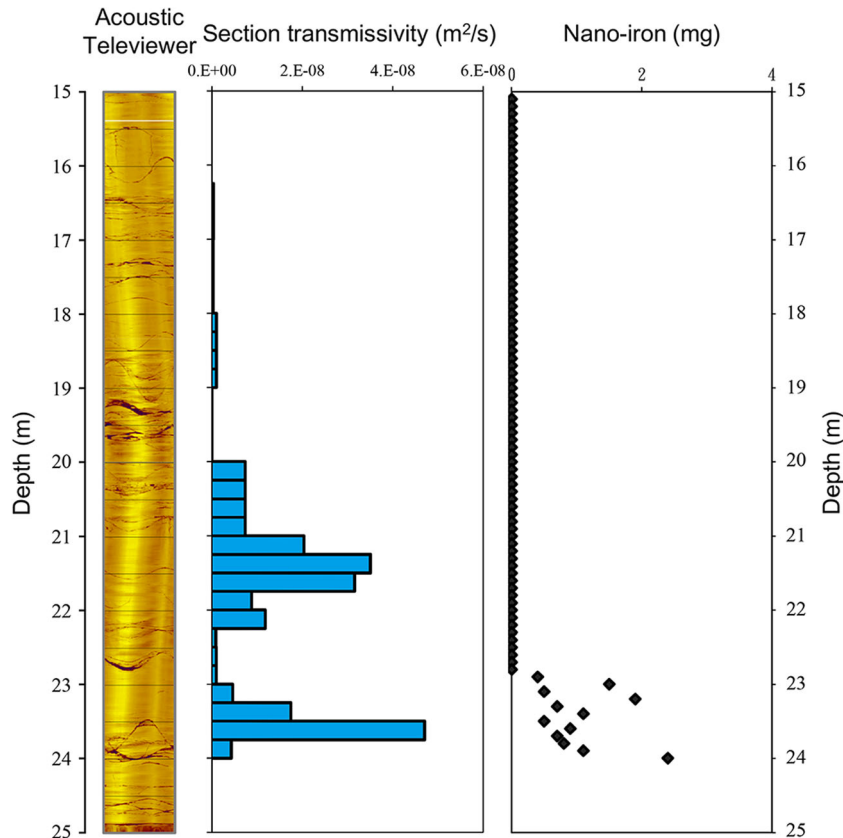 Acoustic
Televiewer
Section transmissivity (m²/s)
Nano-iron (mg)
0.E+00 2.E-08 4.E-08 6.E-08
0 2 4
15 15
16 16
17 17
18 18
19 19
20 20
21 21
22 22
23 23
24 24
25 25
Depth (m)
Depth (m)